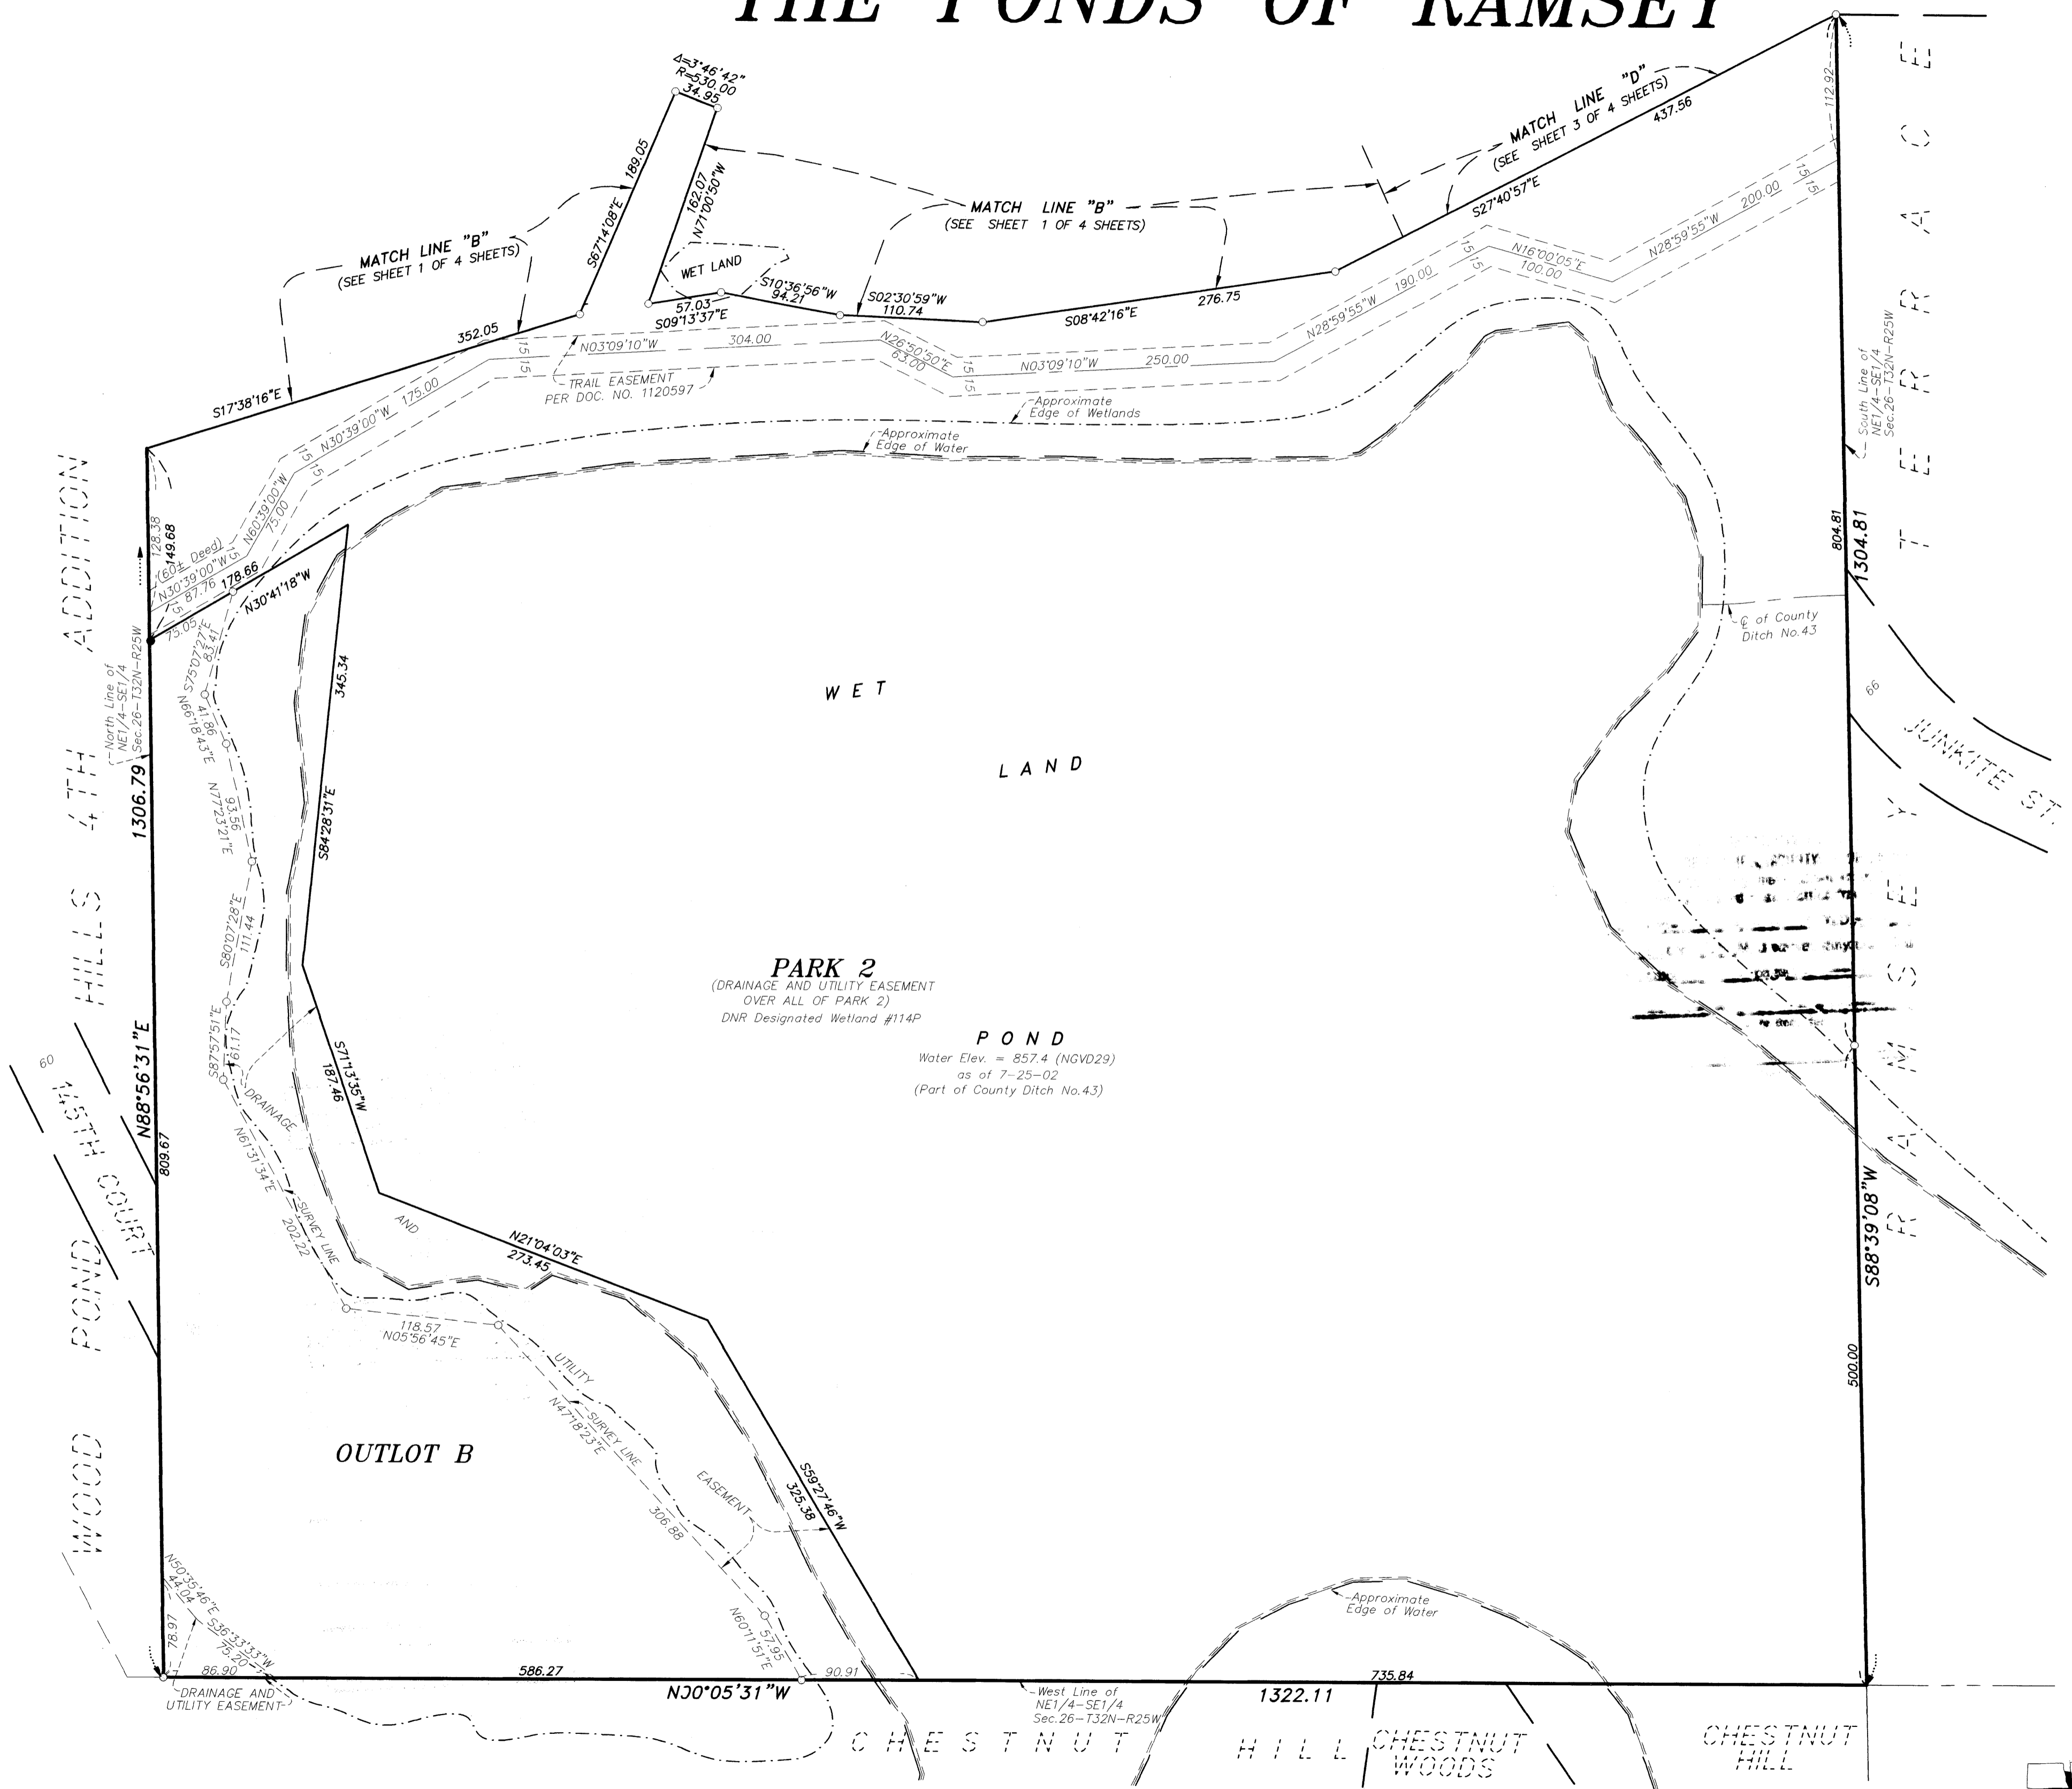 THE PONDS OF RAMSEY
Δ=3°46'42"
R=530.00
34.95
189.05
S67°14'08"E
162.07
N71°00'50"W
MATCH LINE "B"
(SEE SHEET 1 OF 4 SHEETS)
MATCH LINE "B"
(SEE SHEET 1 OF 4 SHEETS)
MATCH LINE "D"
(SEE SHEET 3 OF 4 SHEETS)
437.56
S27°40'57"E
112.92
WET LAND
57.03
S09°13'37"E
S10°36'56"W
94.21
S02°30'59"W
110.74
S08°42'16"E
276.75
352.05
S17°38'16"E
N30°39'00"W 175.00
15 15
N03°09'10"W 304.00
N26°50'50"E
63.00
15 15
N03°09'10"W 250.00
N28°59'55"W 190.00
15 15
N16°00'05"E
100.00
N28°59'55"W 200.00
15 15
TRAIL EASEMENT
PER DOC. NO. 1120597
Approximate
Edge of Wetlands
Approximate
Edge of Water
South Line of
NE1/4-SE1/4
Sec.26-T32N-R25W
RAMSEY TERRACE
804.81
1304.81
℄ of County
Ditch No.43
66
JUNKITE ST.
S88°39'08"W
500.00
WOOD POND HILLS 4TH ADDITION
128.38
149.68
(60± Deed)
N30°39'00"W
87.76
15
15
N60°39'00"W
75.00
15 15
178.66
N30°41'18"W
75.05
North Line of
NE1/4-SE1/4
Sec.26-T32N-R25W
1306.79
N88°56'31"E
809.67
S75°07'27"E
83.41
41.86
N66°18'43"E
93.56
N77°23'21"E
S80°07'28"E
111.44
S87°57'51"E
61.17
345.34
S84°28'31"E
S71°13'35"W
187.46
N21°04'03"E
273.45
S59°27'46"W
325.38
WET
LAND
PARK 2
(DRAINAGE AND UTILITY EASEMENT
OVER ALL OF PARK 2)
DNR Designated Wetland #114P
POND
Water Elev. = 857.4 (NGVD29)
as of 7-25-02
(Part of County Ditch No.43)
60
COURT
DRAINAGE
AND
UTILITY
EASEMENT
N61°31'34"E
202.22
SURVEY LINE
118.57
N05°56'45"E
N47°18'23"E
SURVEY LINE
306.88
N60°11'51"E
57.95
OUTLOT B
N50°35'46"E
44.04
S36°33'33"W
75.20
78.97
86.90
DRAINAGE AND
UTILITY EASEMENT
586.27
90.91
N00°05'31"W
West Line of
NE1/4-SE1/4
Sec.26-T32N-R25W
1322.11
735.84
Approximate
Edge of Water
CHESTNUT HILL
CHESTNUT
WOODS
CHESTNUT
HILL